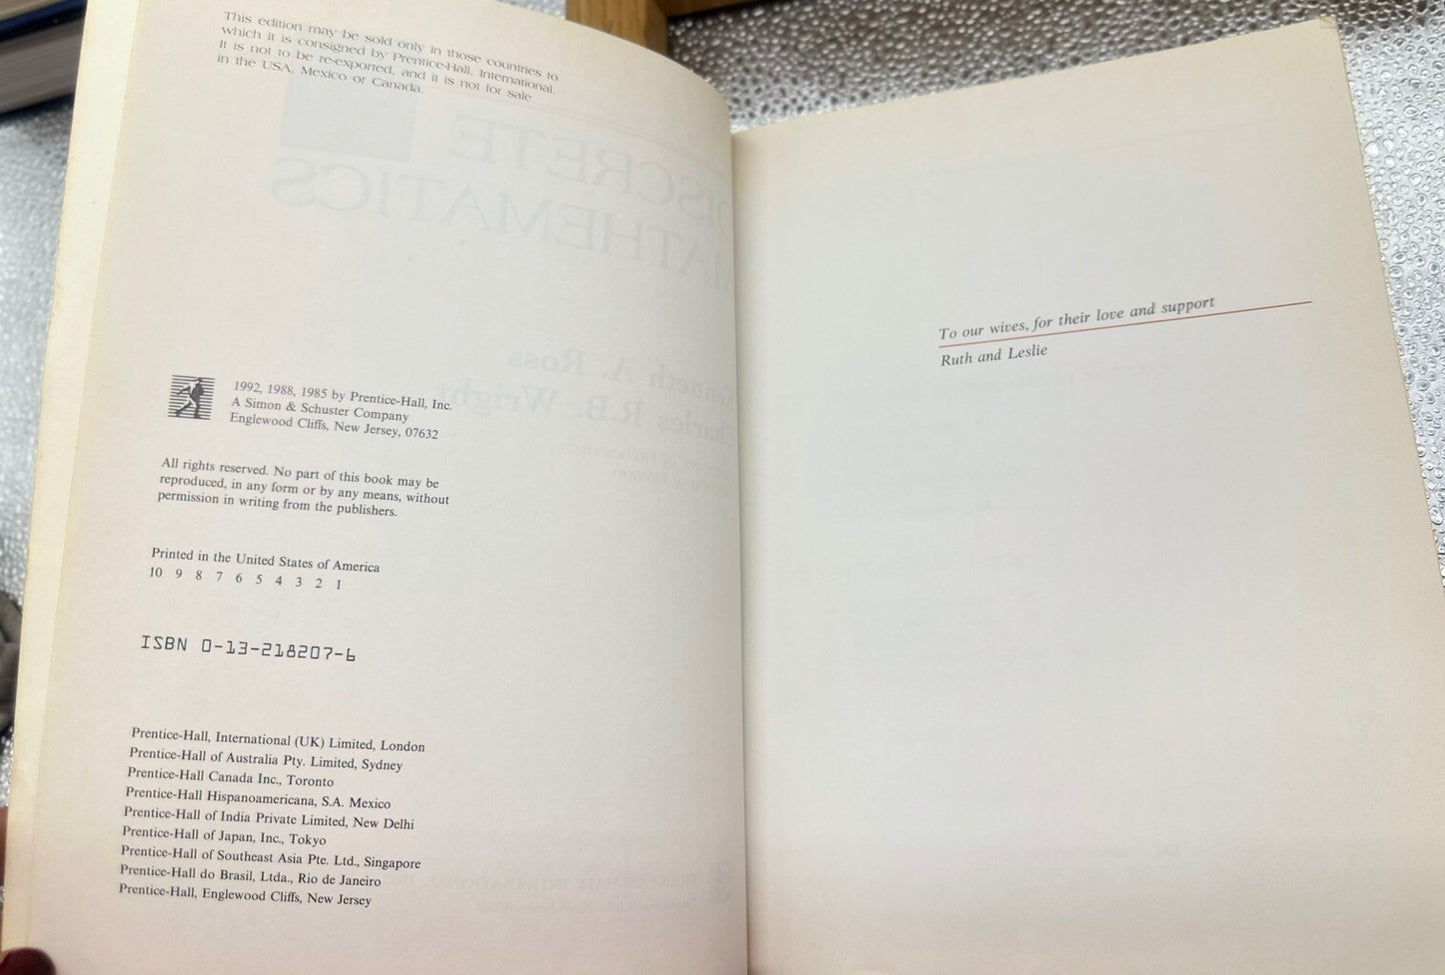 This edition may be sold only in those countries to
which it is consigned by Prentice-Hall, International.
It is not to be re-exported, and it is not for sale
in the USA, Mexico or Canada.
DISCRETE
MATHEMATICS
Kenneth A. Ross
Charles R.B. Wright
1992, 1988, 1985 by Prentice-Hall, Inc.
A Simon & Schuster Company
Englewood Cliffs, New Jersey, 07632
All rights reserved. No part of this book may be
reproduced, in any form or by any means, without
permission in writing from the publishers.
Printed in the United States of America
10 9 8 7 6 5 4 3 2 1
ISBN 0-13-218207-6
Prentice-Hall, International (UK) Limited, London
Prentice-Hall of Australia Pty. Limited, Sydney
Prentice-Hall Canada Inc., Toronto
Prentice-Hall Hispanoamericana, S.A. Mexico
Prentice-Hall of India Private Limited, New Delhi
Prentice-Hall of Japan, Inc., Tokyo
Prentice-Hall of Southeast Asia Pte. Ltd., Singapore
Prentice-Hall do Brasil, Ltda., Rio de Janeiro
Prentice-Hall, Englewood Cliffs, New Jersey
To our wives, for their love and support
Ruth and Leslie